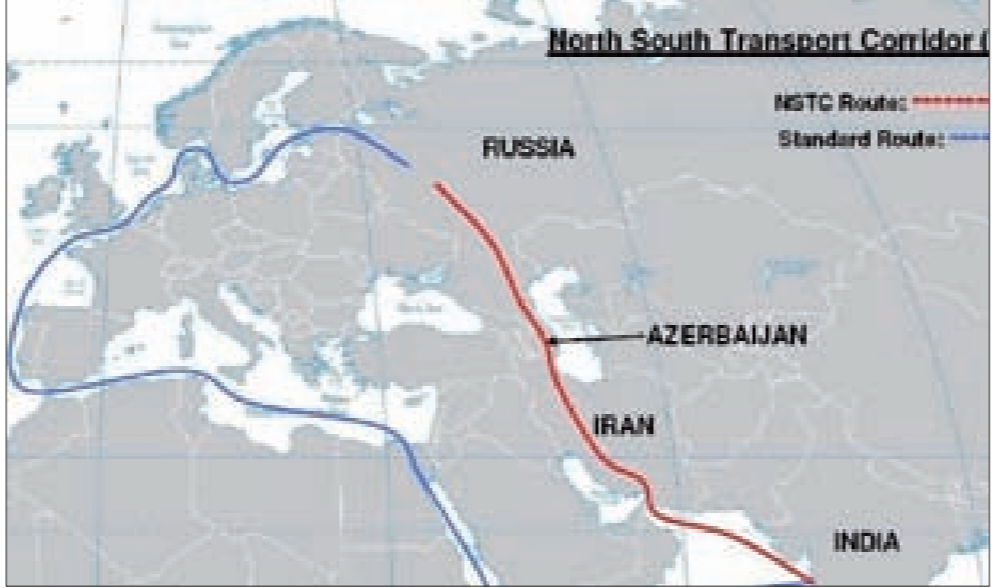 North South Transport Corridor (
NSTC Route:
Standard Route:
RUSSIA
AZERBAIJAN
IRAN
INDIA